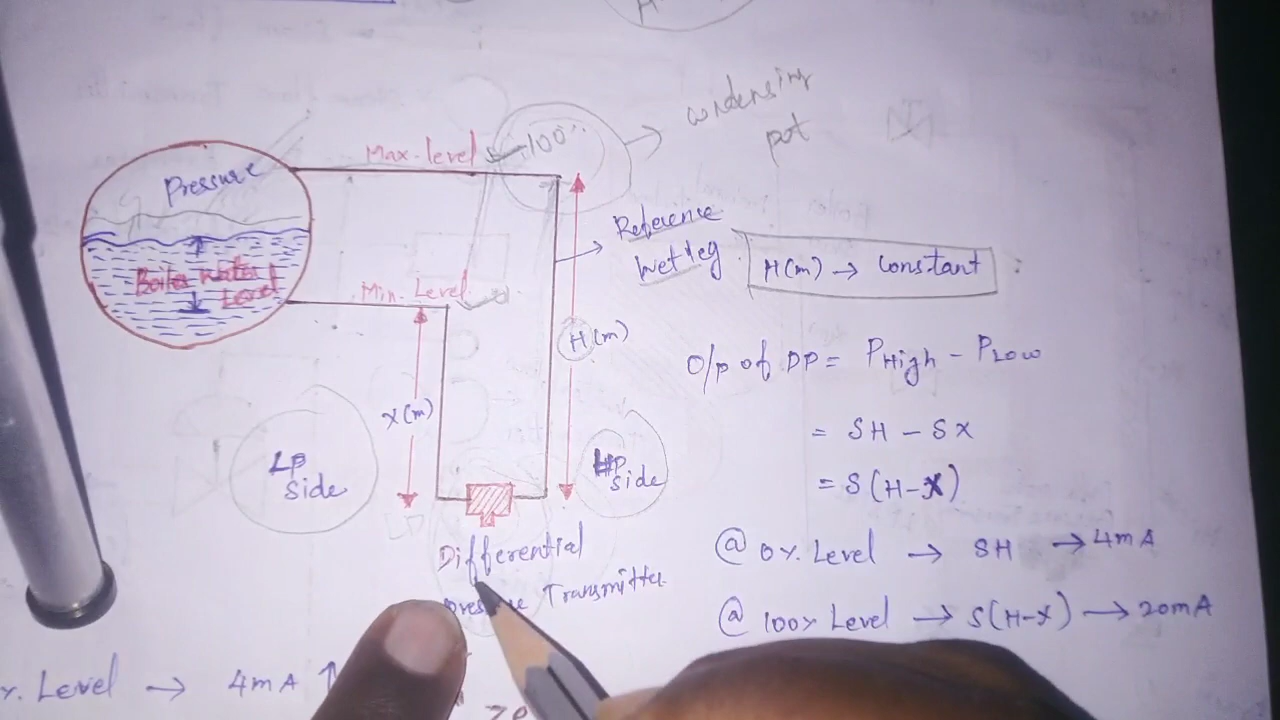 condensing
pot
Max. level
100%
Pressure
Reference
wet leg
H(m) → constant
Boiler water
Level
Min. Level
H(m)
X(m)
O/P of DP = PHigh - PLow
= SH - SX
= S(H-X)
LP
side
HP
side
@ 0% Level → SH → 4mA
@ 100% Level → S(H-X) → 20mA
Differential
Pressure Transmitter
%. Level → 4mA ↑